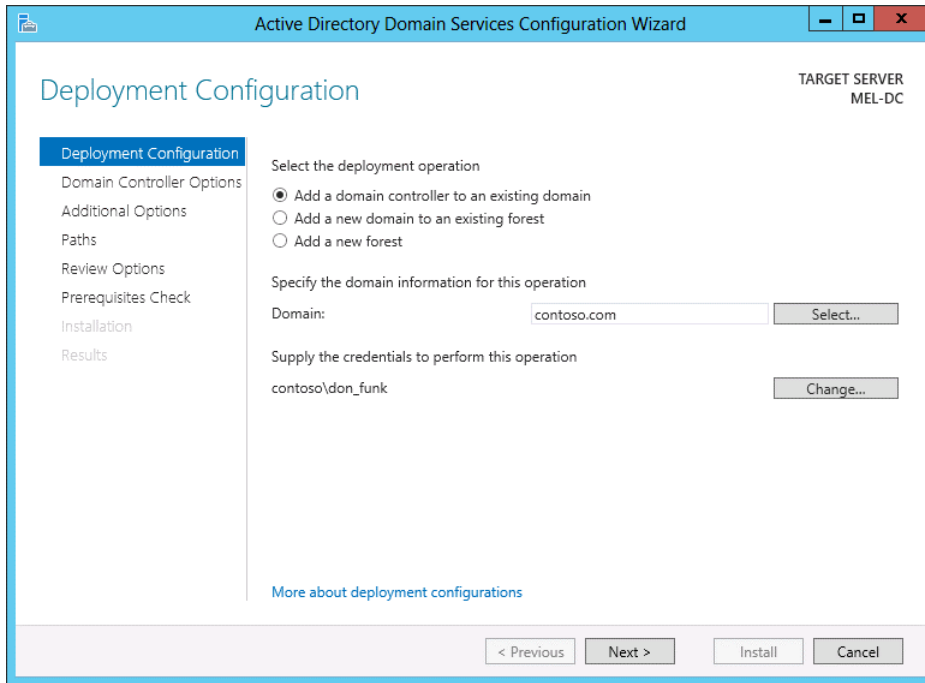 Active Directory Domain Services Configuration Wizard
Deployment Configuration
TARGET SERVER
MEL-DC
Deployment Configuration
Domain Controller Options
Additional Options
Paths
Review Options
Prerequisites Check
Installation
Results
Select the deployment operation
Add a domain controller to an existing domain
Add a new domain to an existing forest
Add a new forest
Specify the domain information for this operation
Domain: contoso.com Select...
Supply the credentials to perform this operation
contoso\don_funk Change...
More about deployment configurations
< Previous Next > Install Cancel